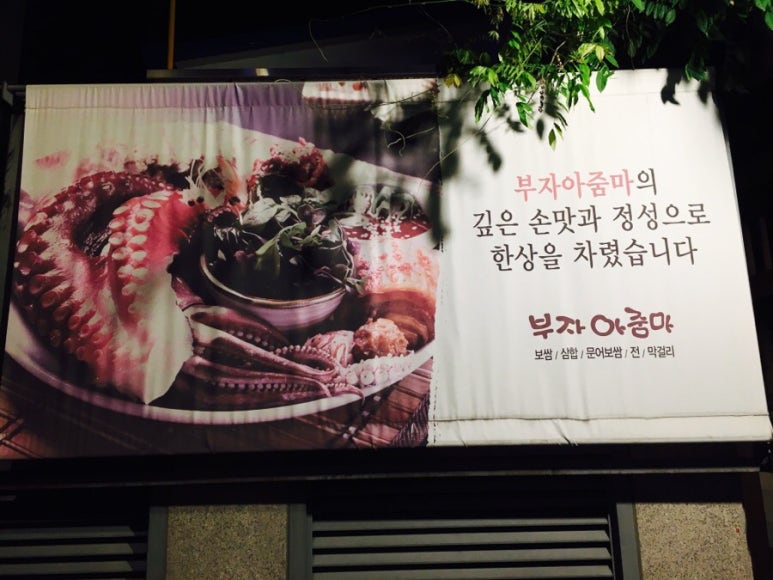 부자아줌마의
깊은 손맛과 정성으로
한상을 차렸습니다
부자아줌마
보쌈 / 삼합 / 문어보쌈 / 전 / 막걸리